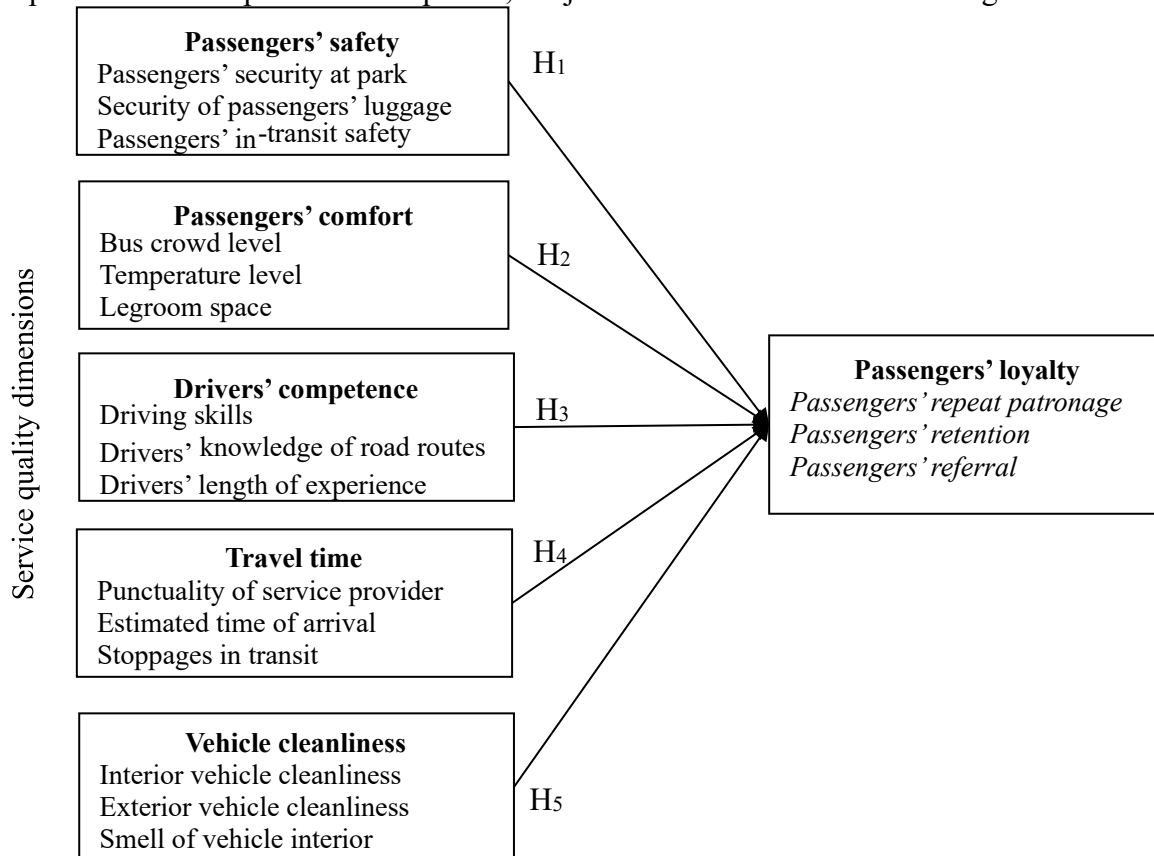 Passengers’ safety
Passengers’ security at park
Security of passengers’ luggage
Passengers’ in-transit safety
H1
Passengers’ comfort
Bus crowd level
Temperature level
Legroom space
H2
Service quality dimensions
Drivers’ competence
Driving skills
Drivers’ knowledge of road routes
Drivers’ length of experience
H3
Passengers’ loyalty
Passengers’ repeat patronage
Passengers’ retention
Passengers’ referral
Travel time
Punctuality of service provider
Estimated time of arrival
Stoppages in transit
H4
Vehicle cleanliness
Interior vehicle cleanliness
Exterior vehicle cleanliness
Smell of vehicle interior
H5